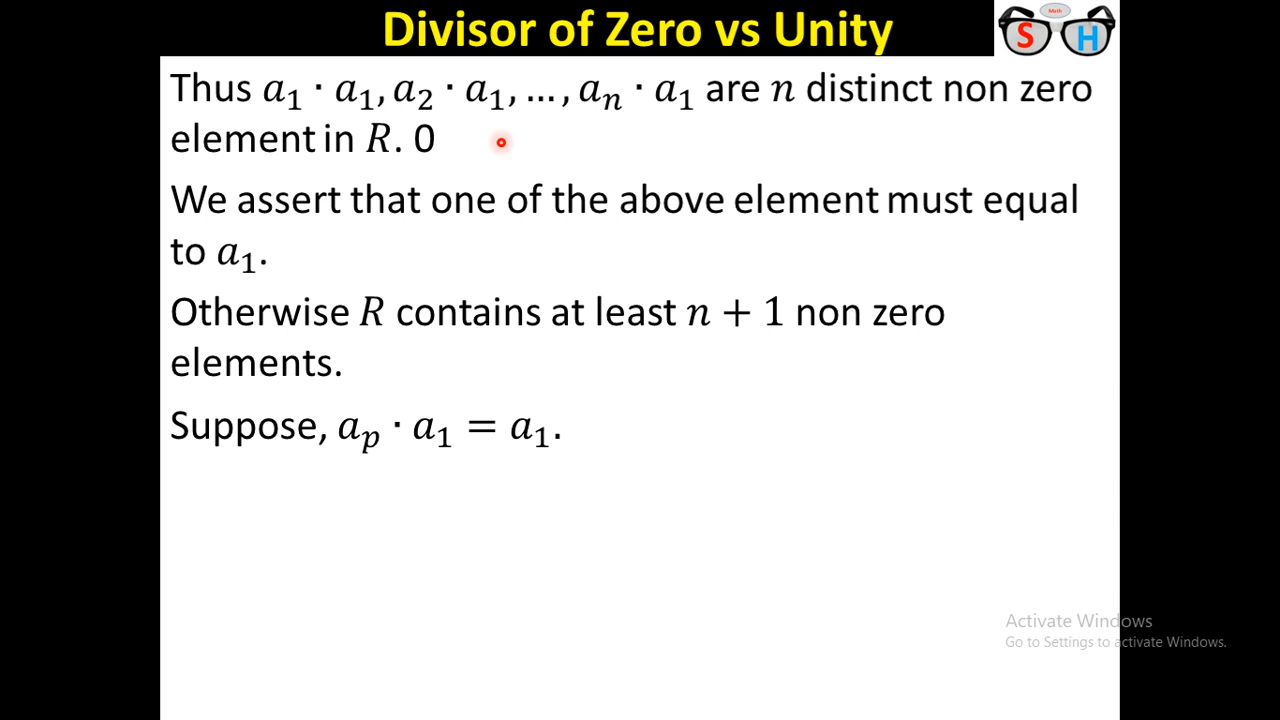 Divisor of Zero vs Unity
Math
S H
Thus 𝑎₁ · 𝑎₁, 𝑎₂ · 𝑎₁, …, 𝑎ₙ · 𝑎₁ are 𝑛 distinct non zero
element in 𝑅. 0
We assert that one of the above element must equal
to 𝑎₁.
Otherwise 𝑅 contains at least 𝑛 + 1 non zero
elements.
Suppose, 𝑎ₚ · 𝑎₁ = 𝑎₁.
Activate Windows
Go to Settings to activate Windows.